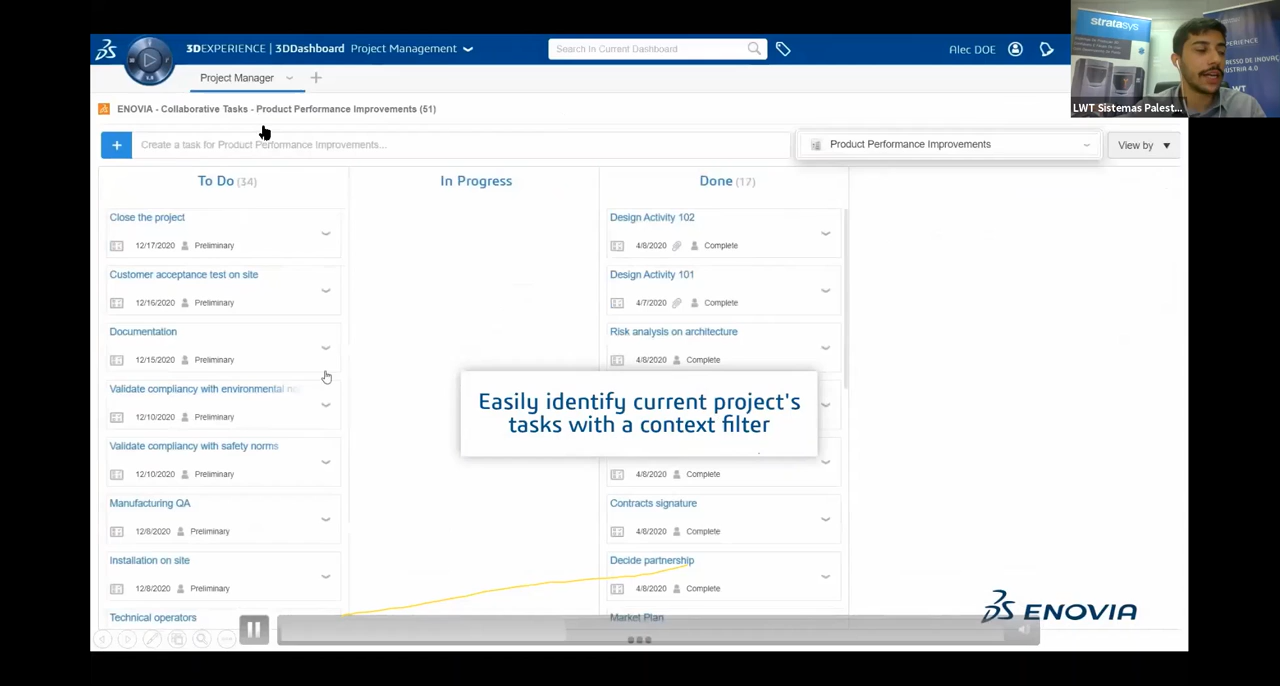 3DEXPERIENCE | 3DDashboard Project Management
Search In Current Dashboard
Alec DOE
stratasys
LWT Sistemas Palest...
Project Manager
ENOVIA - Collaborative Tasks - Product Performance Improvements (51)
Create a task for Product Performance Improvements...
Product Performance Improvements
View by
To Do (34)
Close the project
12/17/2020 Preliminary
Customer acceptance test on site
12/16/2020 Preliminary
Documentation
12/15/2020 Preliminary
Validate compliancy with environmental
12/10/2020 Preliminary
Validate compliancy with safety norms
12/10/2020 Preliminary
Manufacturing QA
12/8/2020 Preliminary
Installation on site
12/8/2020 Preliminary
Technical operators
In Progress
Done (17)
Design Activity 102
4/8/2020 Complete
Design Activity 101
4/7/2020 Complete
Risk analysis on architecture
4/8/2020 Complete
4/8/2020 Complete
Contracts signature
4/8/2020 Complete
Decide partnership
4/8/2020 Complete
Market Plan
Easily identify current project's
tasks with a context filter
ENOVIA